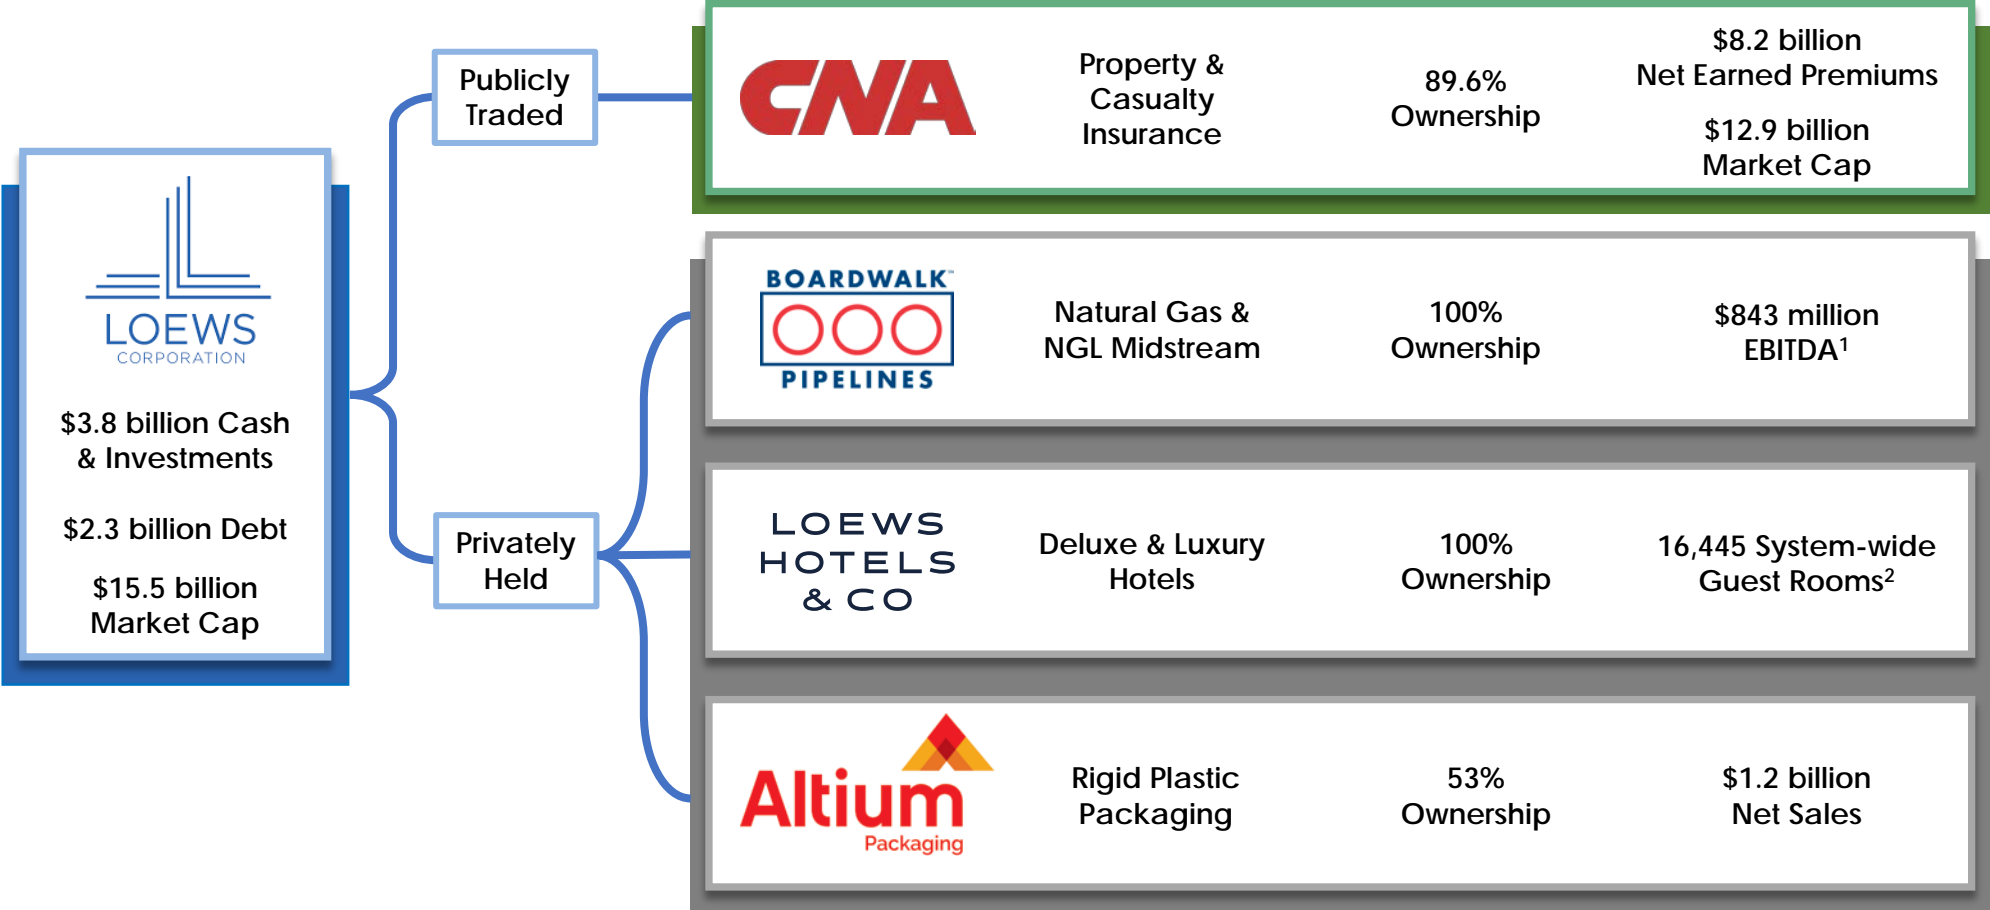 LOEWS
CORPORATION
$3.8 billion Cash
& Investments
$2.3 billion Debt
$15.5 billion
Market Cap
Publicly
Traded
CNA
Property &
Casualty
Insurance
89.6%
Ownership
$8.2 billion
Net Earned Premiums
$12.9 billion
Market Cap
Privately
Held
BOARDWALK™
PIPELINES
Natural Gas &
NGL Midstream
100%
Ownership
$843 million
EBITDA¹
LOEWS
HOTELS
& CO
Deluxe & Luxury
Hotels
100%
Ownership
16,445 System-wide
Guest Rooms²
Altium
Packaging
Rigid Plastic
Packaging
53%
Ownership
$1.2 billion
Net Sales